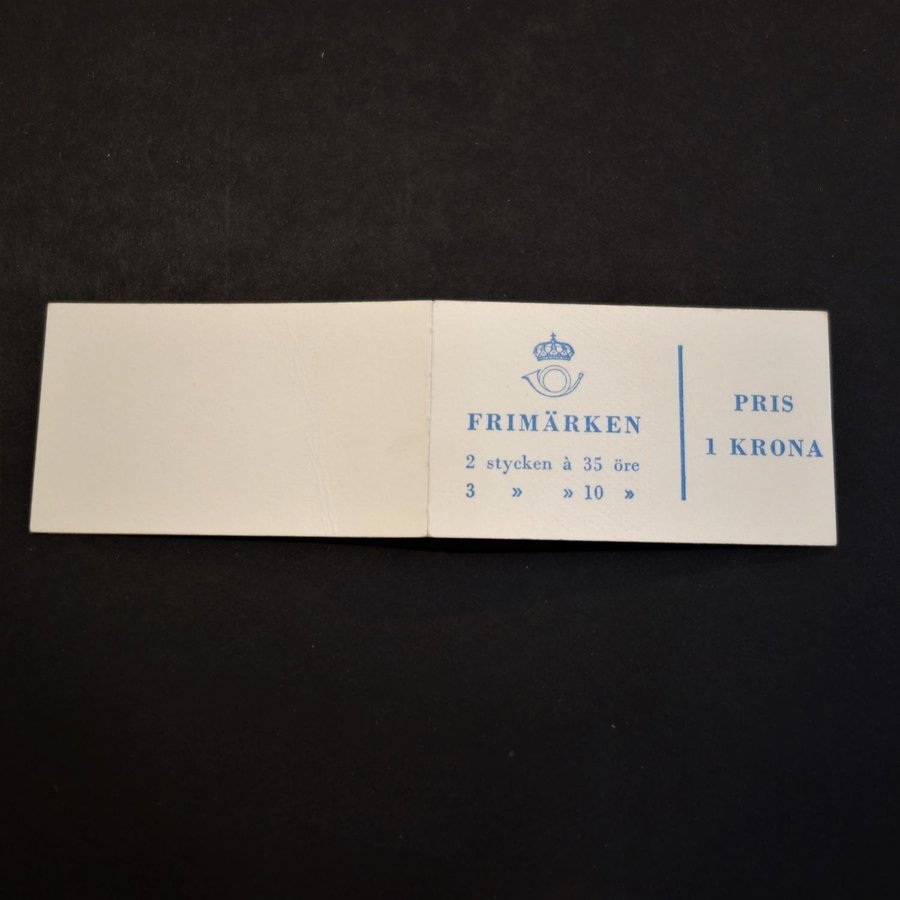 FRIMÄRKEN
2 stycken à 35 öre
3 » » 10 »
PRIS
1 KRONA